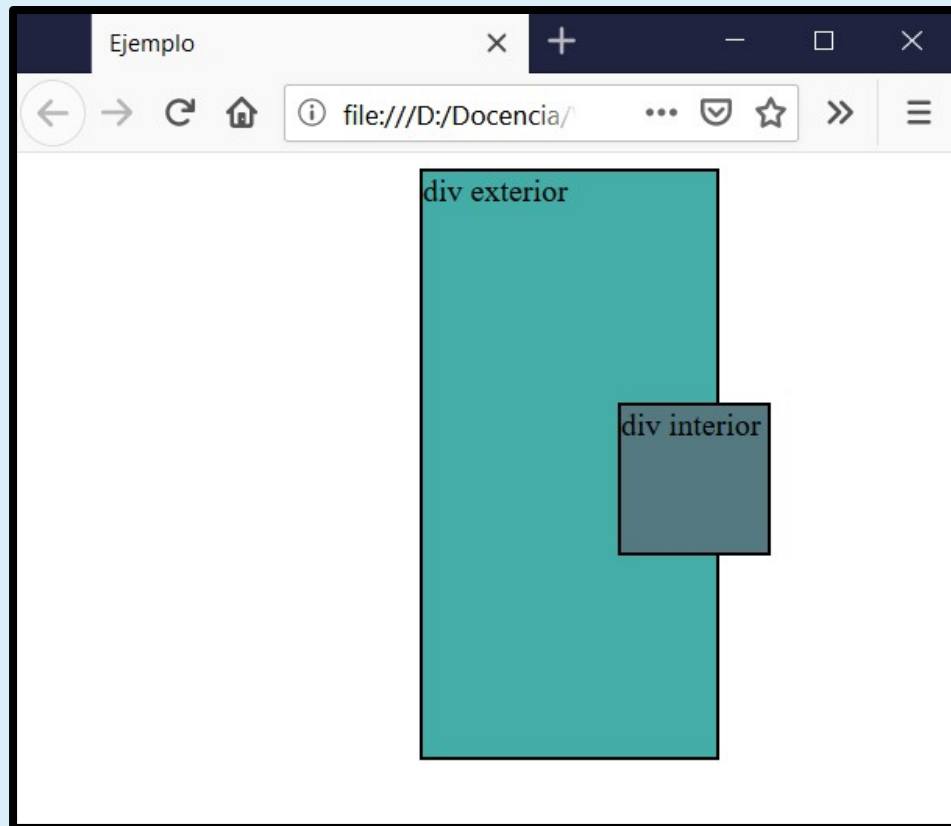 Ejemplo
file:///D:/Docencia/
div exterior
div interior